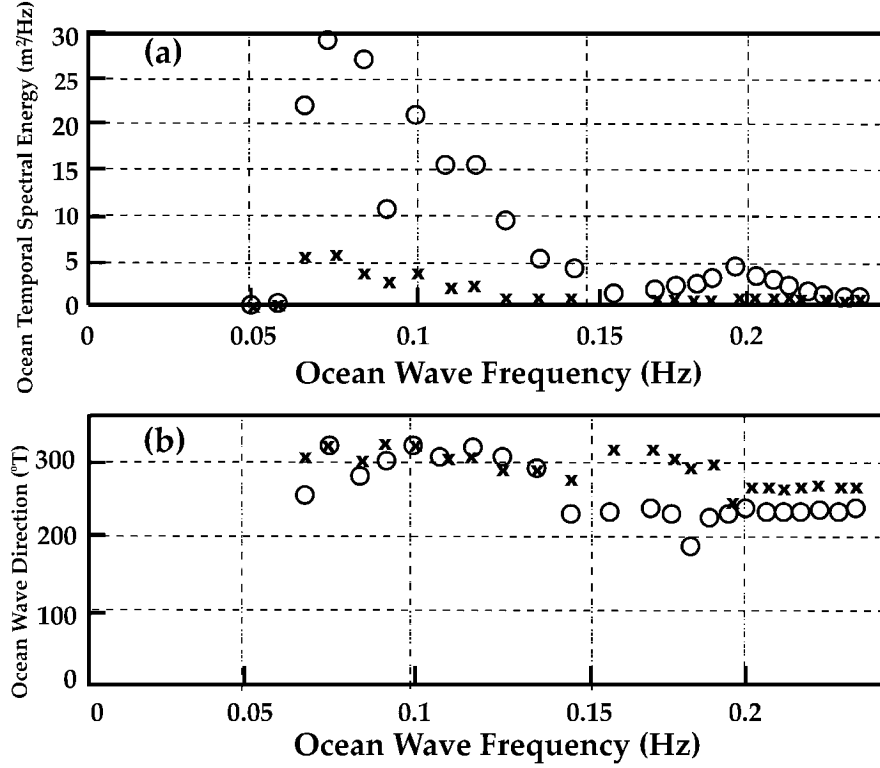 Ocean Temporal Spectral Energy (m²/Hz)
(a)
30
25
20
15
10
5
0
0 0.05 0.1 0.15 0.2
Ocean Wave Frequency (Hz)
Ocean Wave Direction (°T)
(b)
300
200
100
0
0 0.05 0.1 0.15 0.2
Ocean Wave Frequency (Hz)